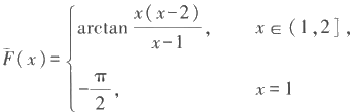 F̄(x) = { arctan x(x-2)/(x-1), x ∈ (1,2],
-π/2, x = 1